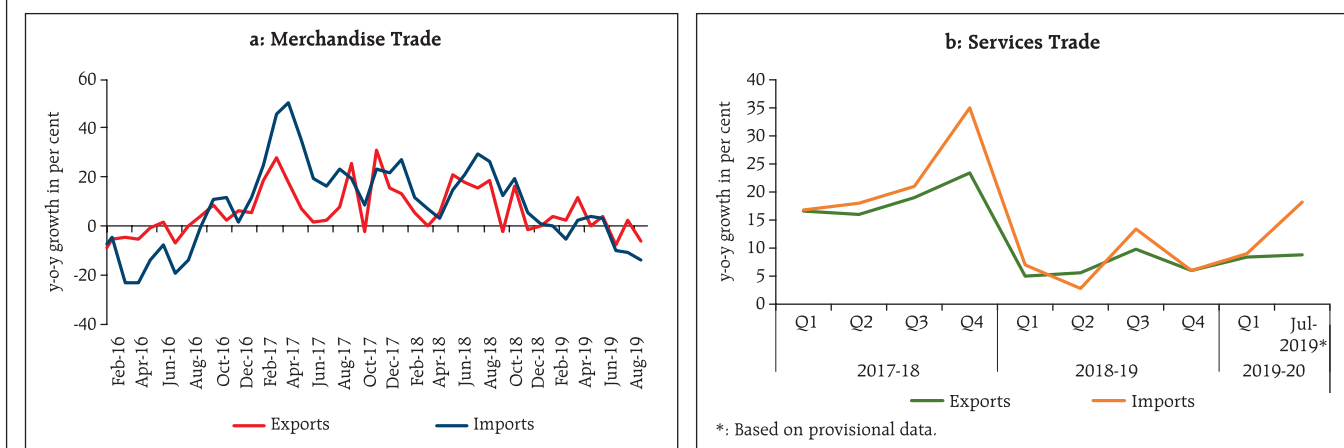 a: Merchandise Trade
y-o-y growth in per cent
60
40
20
0
-20
-40
Feb-16
Apr-16
Jun-16
Aug-16
Oct-16
Dec-16
Feb-17
Apr-17
Jun-17
Aug-17
Oct-17
Dec-17
Feb-18
Apr-18
Jun-18
Aug-18
Oct-18
Dec-18
Feb-19
Apr-19
Jun-19
Aug-19
Exports
Imports
b: Services Trade
y-o-y growth in per cent
40
35
30
25
20
15
10
5
0
Q1 Q2 Q3 Q4 Q1 Q2 Q3 Q4 Q1 Jul-
2019*
2017-18 2018-19 2019-20
Exports
Imports
*: Based on provisional data.